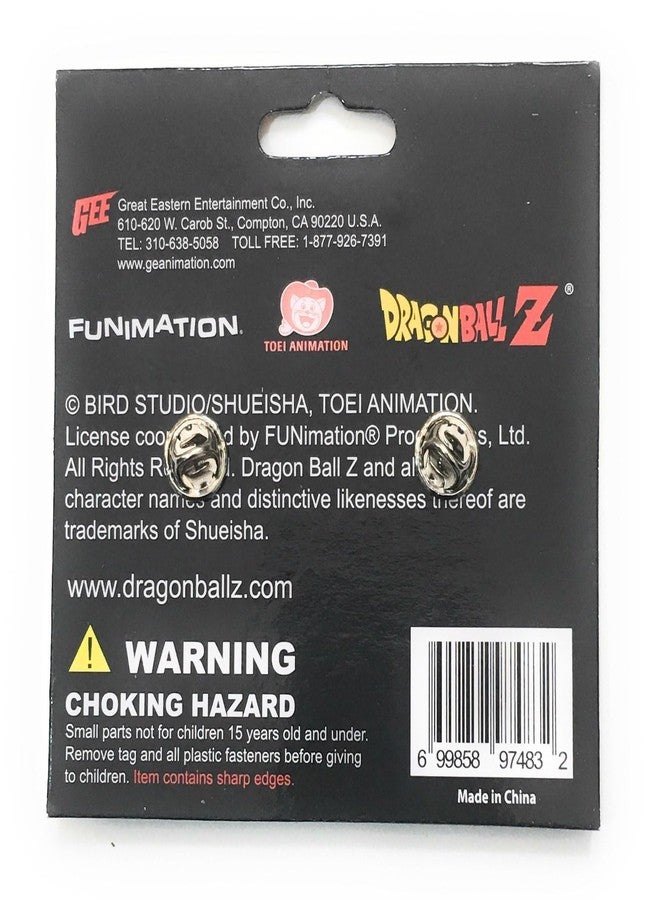 GEE Great Eastern Entertainment Co., Inc.
610-620 W. Carob St., Compton, CA 90220 U.S.A.
TEL: 310-638-5058 TOLL FREE: 1-877-926-7391
www.geanimation.com
FUNIMATION®
TOEI ANIMATION
DRAGON BALL Z®
© BIRD STUDIO/SHUEISHA, TOEI ANIMATION.
License coo d by FUNimation® Pro s, Ltd.
All Rights R d. Dragon Ball Z and al
character names and distinctive likenesses thereof are
trademarks of Shueisha.
www.dragonballz.com
WARNING
CHOKING HAZARD
Small parts not for children 15 years old and under.
Remove tag and all plastic fasteners before giving
to children. Item contains sharp edges.
6 99858 97483 2
Made in China